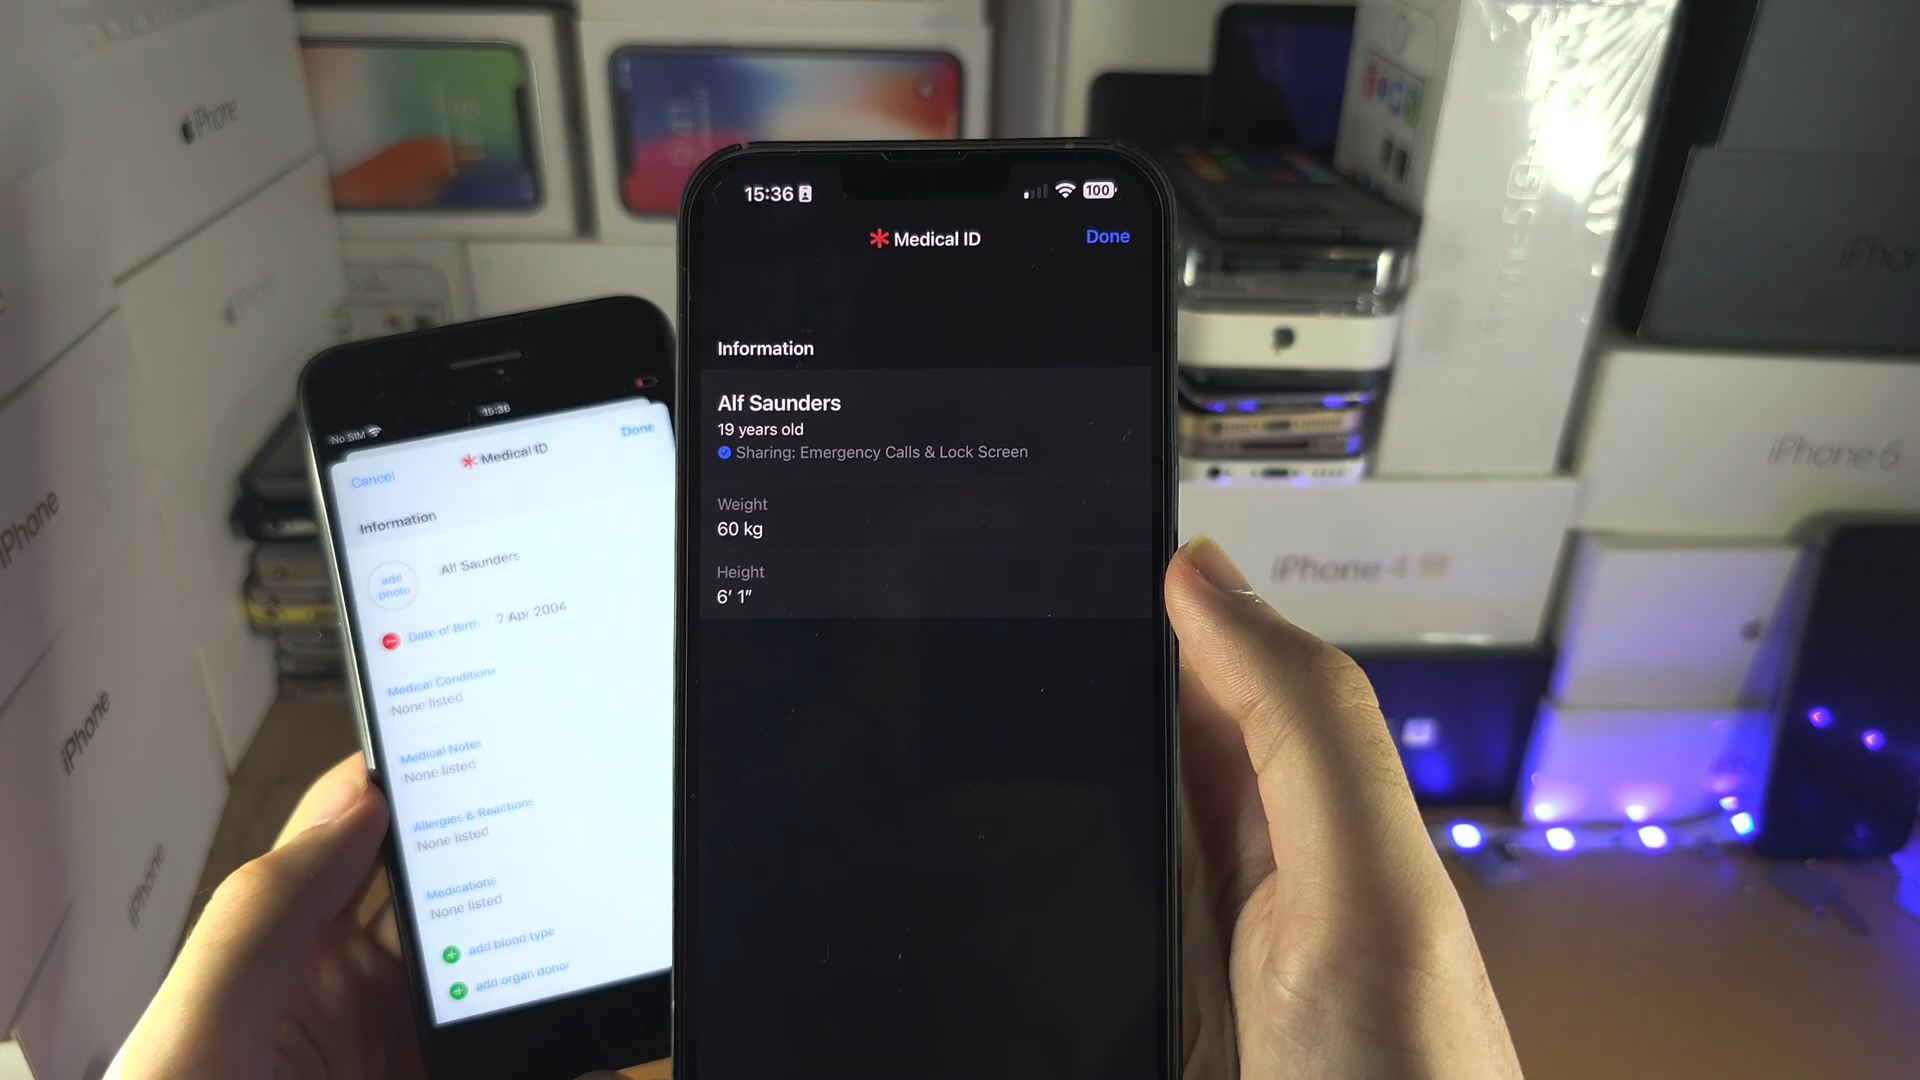 iPhone
iPhone
iPhone
iPhone
iPhone
No SIM
15:36
Cancel
Medical ID
Done
Information
add
photo
Alf Saunders
Date of Birth 7 Apr 2004
Medical Conditions
None listed
Medical Notes
None listed
Allergies & Reactions
None listed
Medications
None listed
add blood type
add organ donor
15:36
100
Medical ID
Done
Information
Alf Saunders
19 years old
Sharing: Emergency Calls & Lock Screen
Weight
60 kg
Height
6' 1"
iPhone
iPhone 6
iPhone 4